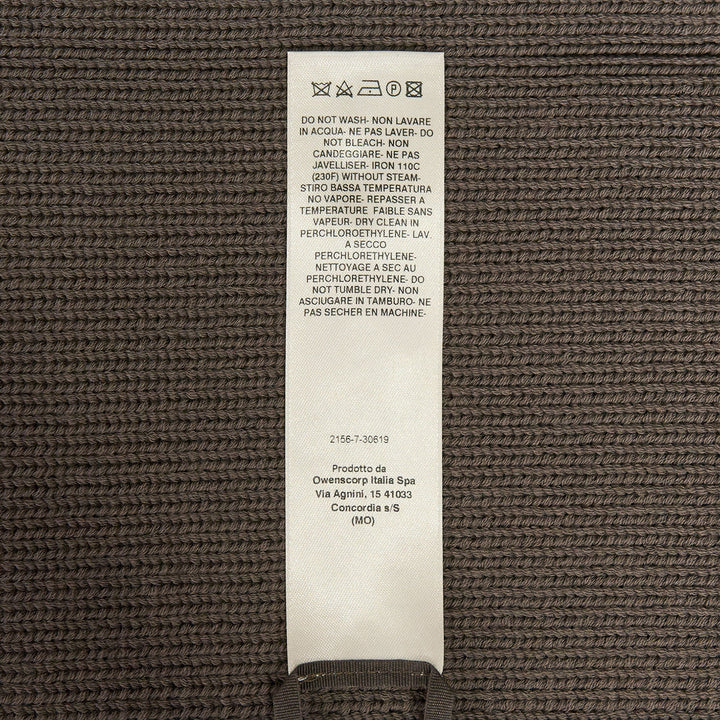 P
DO NOT WASH- NON LAVARE
IN ACQUA- NE PAS LAVER- DO
NOT BLEACH- NON
CANDEGGIARE- NE PAS
JAVELLISER- IRON 110C
(230F) WITHOUT STEAM-
STIRO BASSA TEMPERATURA
NO VAPORE- REPASSER A
TEMPERATURE FAIBLE SANS
VAPEUR- DRY CLEAN IN
PERCHLOROETHYLENE- LAV.
A SECCO
PERCHLORETHYLENE-
NETTOYAGE A SEC AU
PERCHLORETHYLENE- DO
NOT TUMBLE DRY- NON
ASCIUGARE IN TAMBURO- NE
PAS SECHER EN MACHINE-
2156-7-30619
Prodotto da
Owenscorp Italia Spa
Via Agnini, 15 41033
Concordia s/S
(MO)